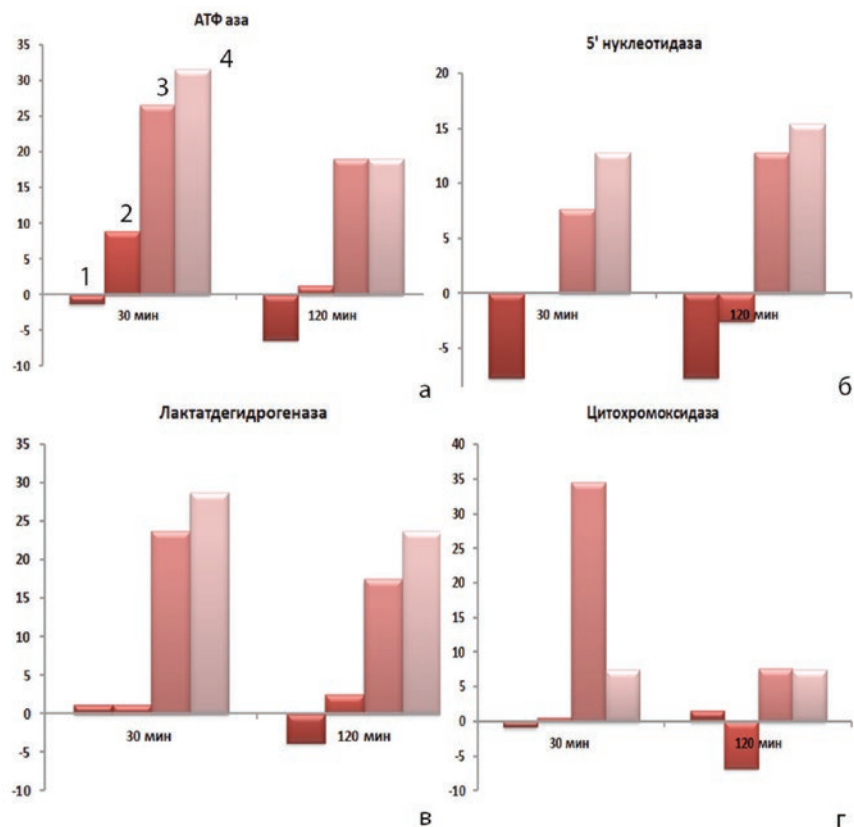 АТФ аза
35
30
25
20
15
10
5
0
-5
-10
1
2
3
4
30 мин
120 мин
а
5' нуклеотидаза
20
15
10
5
0
-5
30 мин
120 мин
б
Лактатдегидрогеназа
35
30
25
20
15
10
5
0
-5
-10
30 мин
120 мин
в
Цитохромоксидаза
40
35
30
25
20
15
10
5
0
-5
-10
30 мин
120 мин
г